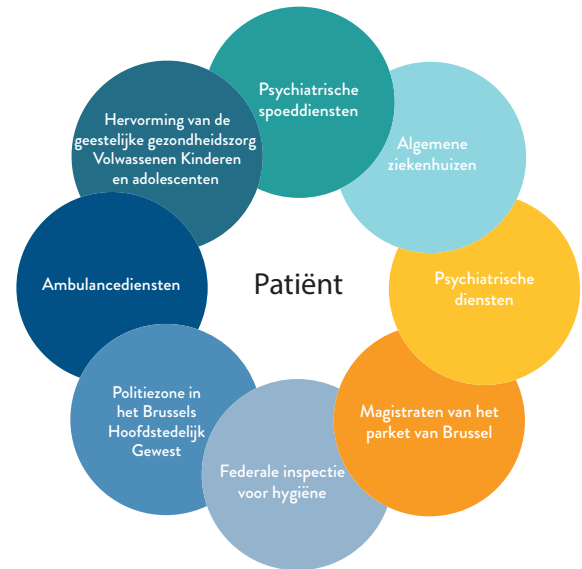 Psychiatrische
spoeddiensten
Algemene
ziekenhuizen
Psychiatrische
diensten
Magistraten van het
parket van Brussel
Federale inspectie
voor hygiëne
Politiezone in
het Brussels
Hoofdstedelijk
Gewest
Ambulancediensten
Hervorming van de
geestelijke gezondheidszorg
Volwassenen Kinderen
en adolescenten
Patiënt